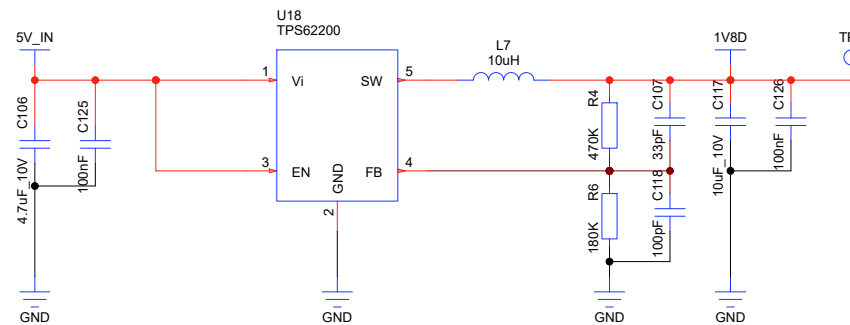 U18
TPS62200
5V_IN
L7
10uH
1V8D
TP
1
Vi
SW
5
3
EN
GND
FB
4
2
C106
4.7uF_10V
C125
100nF
R4
470K
C107
33pF
C117
10uF_10V
C126
100nF
R6
180K
C118
100pF
GND
GND
GND
GND